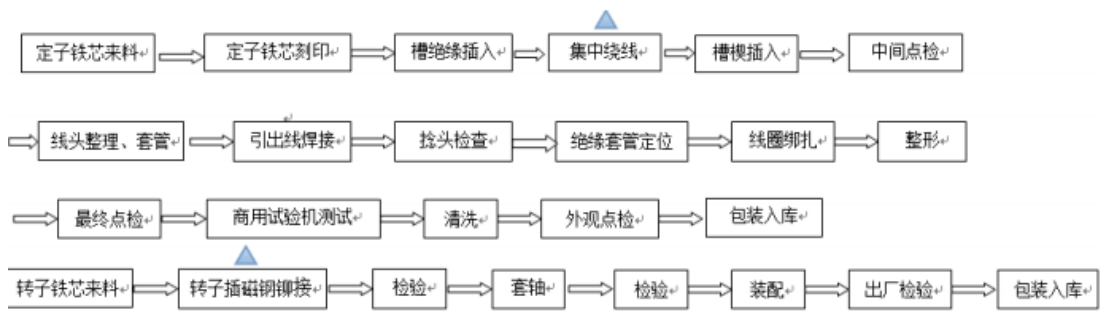 定子铁芯来料 定子铁芯刻印 槽绝缘插入 集中绕线 槽楔插入 中间点检
线头整理、套管 引出线焊接 捻头检查 绝缘套管定位 线圈绑扎 整形
最终点检 商用试验机测试 清洗 外观点检 包装入库
转子铁芯来料 转子插磁钢铆接 检验 套轴 检验 装配 出厂检验 包装入库